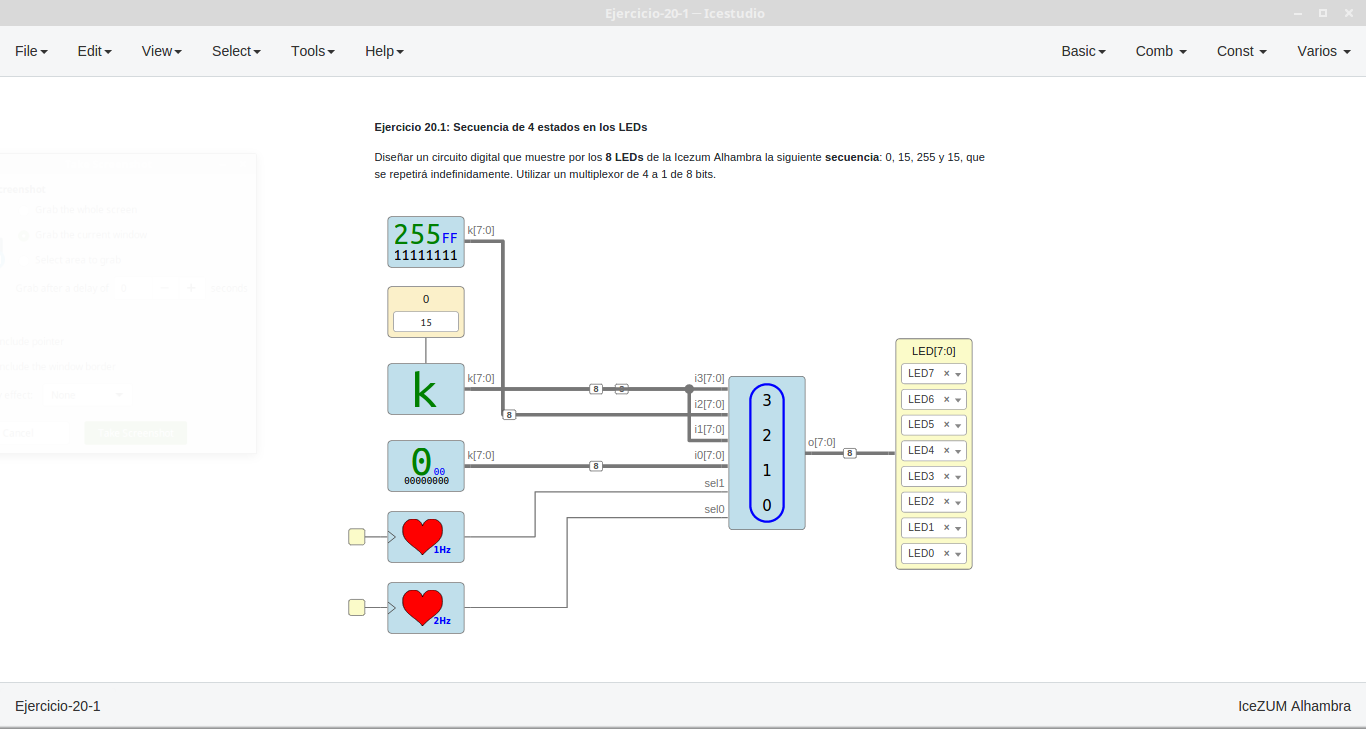 Ejercicio-20-1 – Icestudio
File Edit View Select Tools Help Basic Comb Const Varios
Ejercicio 20.1: Secuencia de 4 estados en los LEDs
Diseñar un circuito digital que muestre por los 8 LEDs de la Icezum Alhambra la siguiente secuencia: 0, 15, 255 y 15, que
se repetirá indefinidamente. Utilizar un multiplexor de 4 a 1 de 8 bits.
255 FF
11111111
k[7:0]
0
15
k
k[7:0]
8
8
8
0 00
00000000
k[7:0]
8
1Hz
2Hz
i3[7:0]
i2[7:0]
i1[7:0]
i0[7:0]
sel1
sel0
3
2
1
0
o[7:0]
8
LED[7:0]
LED7 ×
LED6 ×
LED5 ×
LED4 ×
LED3 ×
LED2 ×
LED1 ×
LED0 ×
Cancel
Ejercicio-20-1 IceZUM Alhambra